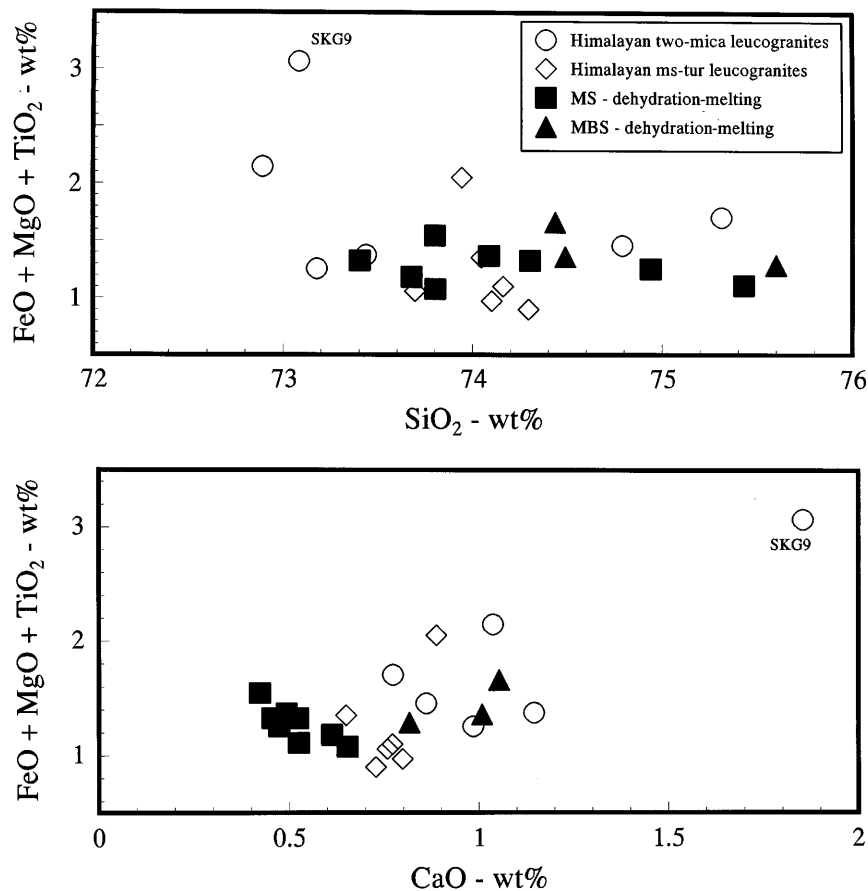 SKG9
Himalayan two-mica leucogranites
Himalayan ms-tur leucogranites
MS - dehydration-melting
MBS - dehydration-melting
3
2
1
FeO + MgO + TiO₂ - wt%
72
73
74
75
76
SiO₂ - wt%
3
2
1
FeO + MgO + TiO₂ - wt%
SKG9
0
0.5
1
1.5
2
CaO - wt%